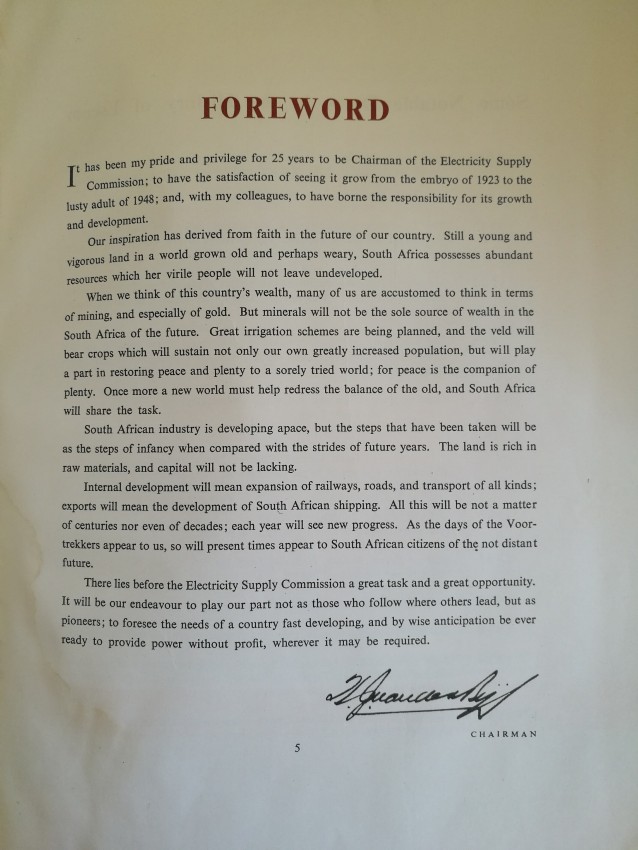 FOREWORD
It has been my pride and privilege for 25 years to be Chairman of the Electricity Supply
Commission; to have the satisfaction of seeing it grow from the embryo of 1923 to the
lusty adult of 1948; and, with my colleagues, to have borne the responsibility for its growth
and development.
Our inspiration has derived from faith in the future of our country. Still a young and
vigorous land in a world grown old and perhaps weary, South Africa possesses abundant
resources which her virile people will not leave undeveloped.
When we think of this country's wealth, many of us are accustomed to think in terms
of mining, and especially of gold. But minerals will not be the sole source of wealth in the
South Africa of the future. Great irrigation schemes are being planned, and the veld will
bear crops which will sustain not only our own greatly increased population, but will play
a part in restoring peace and plenty to a sorely tried world; for peace is the companion of
plenty. Once more a new world must help redress the balance of the old, and South Africa
will share the task.
South African industry is developing apace, but the steps that have been taken will be
as the steps of infancy when compared with the strides of future years. The land is rich in
raw materials, and capital will not be lacking.
Internal development will mean expansion of railways, roads, and transport of all kinds;
exports will mean the development of South African shipping. All this will be not a matter
of centuries nor even of decades; each year will see new progress. As the days of the Voor-
trekkers appear to us, so will present times appear to South African citizens of the not distant
future.
There lies before the Electricity Supply Commission a great task and a great opportunity.
It will be our endeavour to play our part not as those who follow where others lead, but as
pioneers; to foresee the needs of a country fast developing, and by wise anticipation be ever
ready to provide power without profit, wherever it may be required.
CHAIRMAN
5